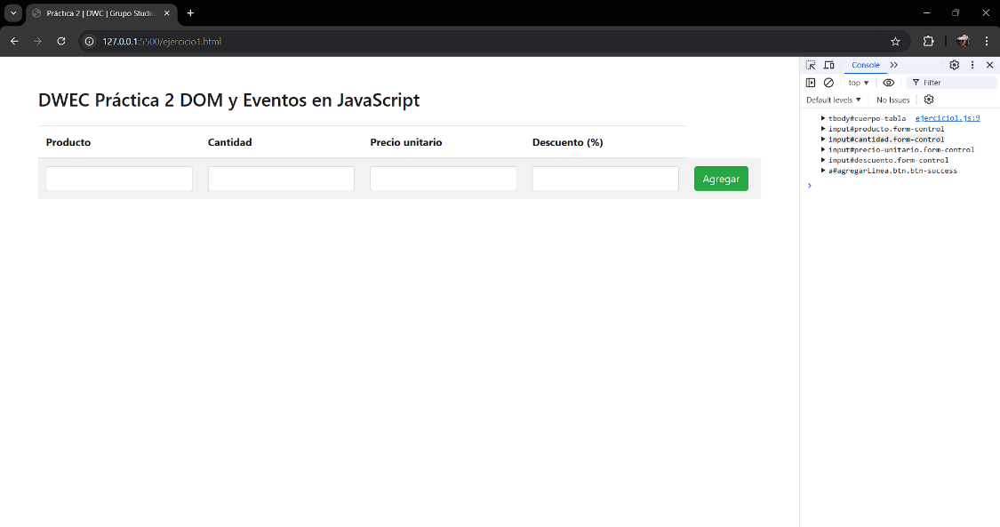 Práctica 2 | DWC | Grupo Studiu
127.0.0.1:5500/ejercicio1.html
Console
top
Filter
Default levels
No Issues
DWEC Práctica 2 DOM y Eventos en JavaScript
Producto Cantidad Precio unitario Descuento (%)
Agregar
tbody#cuerpo-tabla ejercicio1.js:9
input#producto.form-control
input#cantidad.form-control
input#precio-unitario.form-control
input#descuento.form-control
a#agregarLinea.btn.btn-success